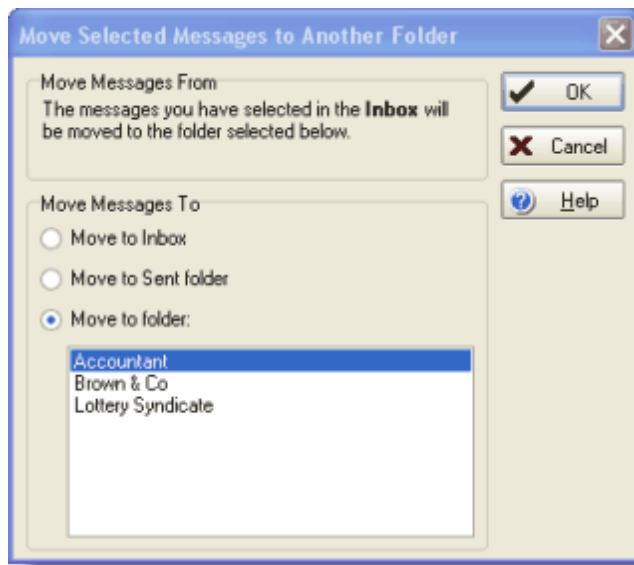 Move Selected Messages to Another Folder
Move Messages From
The messages you have selected in the Inbox will
be moved to the folder selected below.
OK
Cancel
Help
Move Messages To
Move to Inbox
Move to Sent folder
Move to folder:
Accountant
Brown & Co
Lottery Syndicate